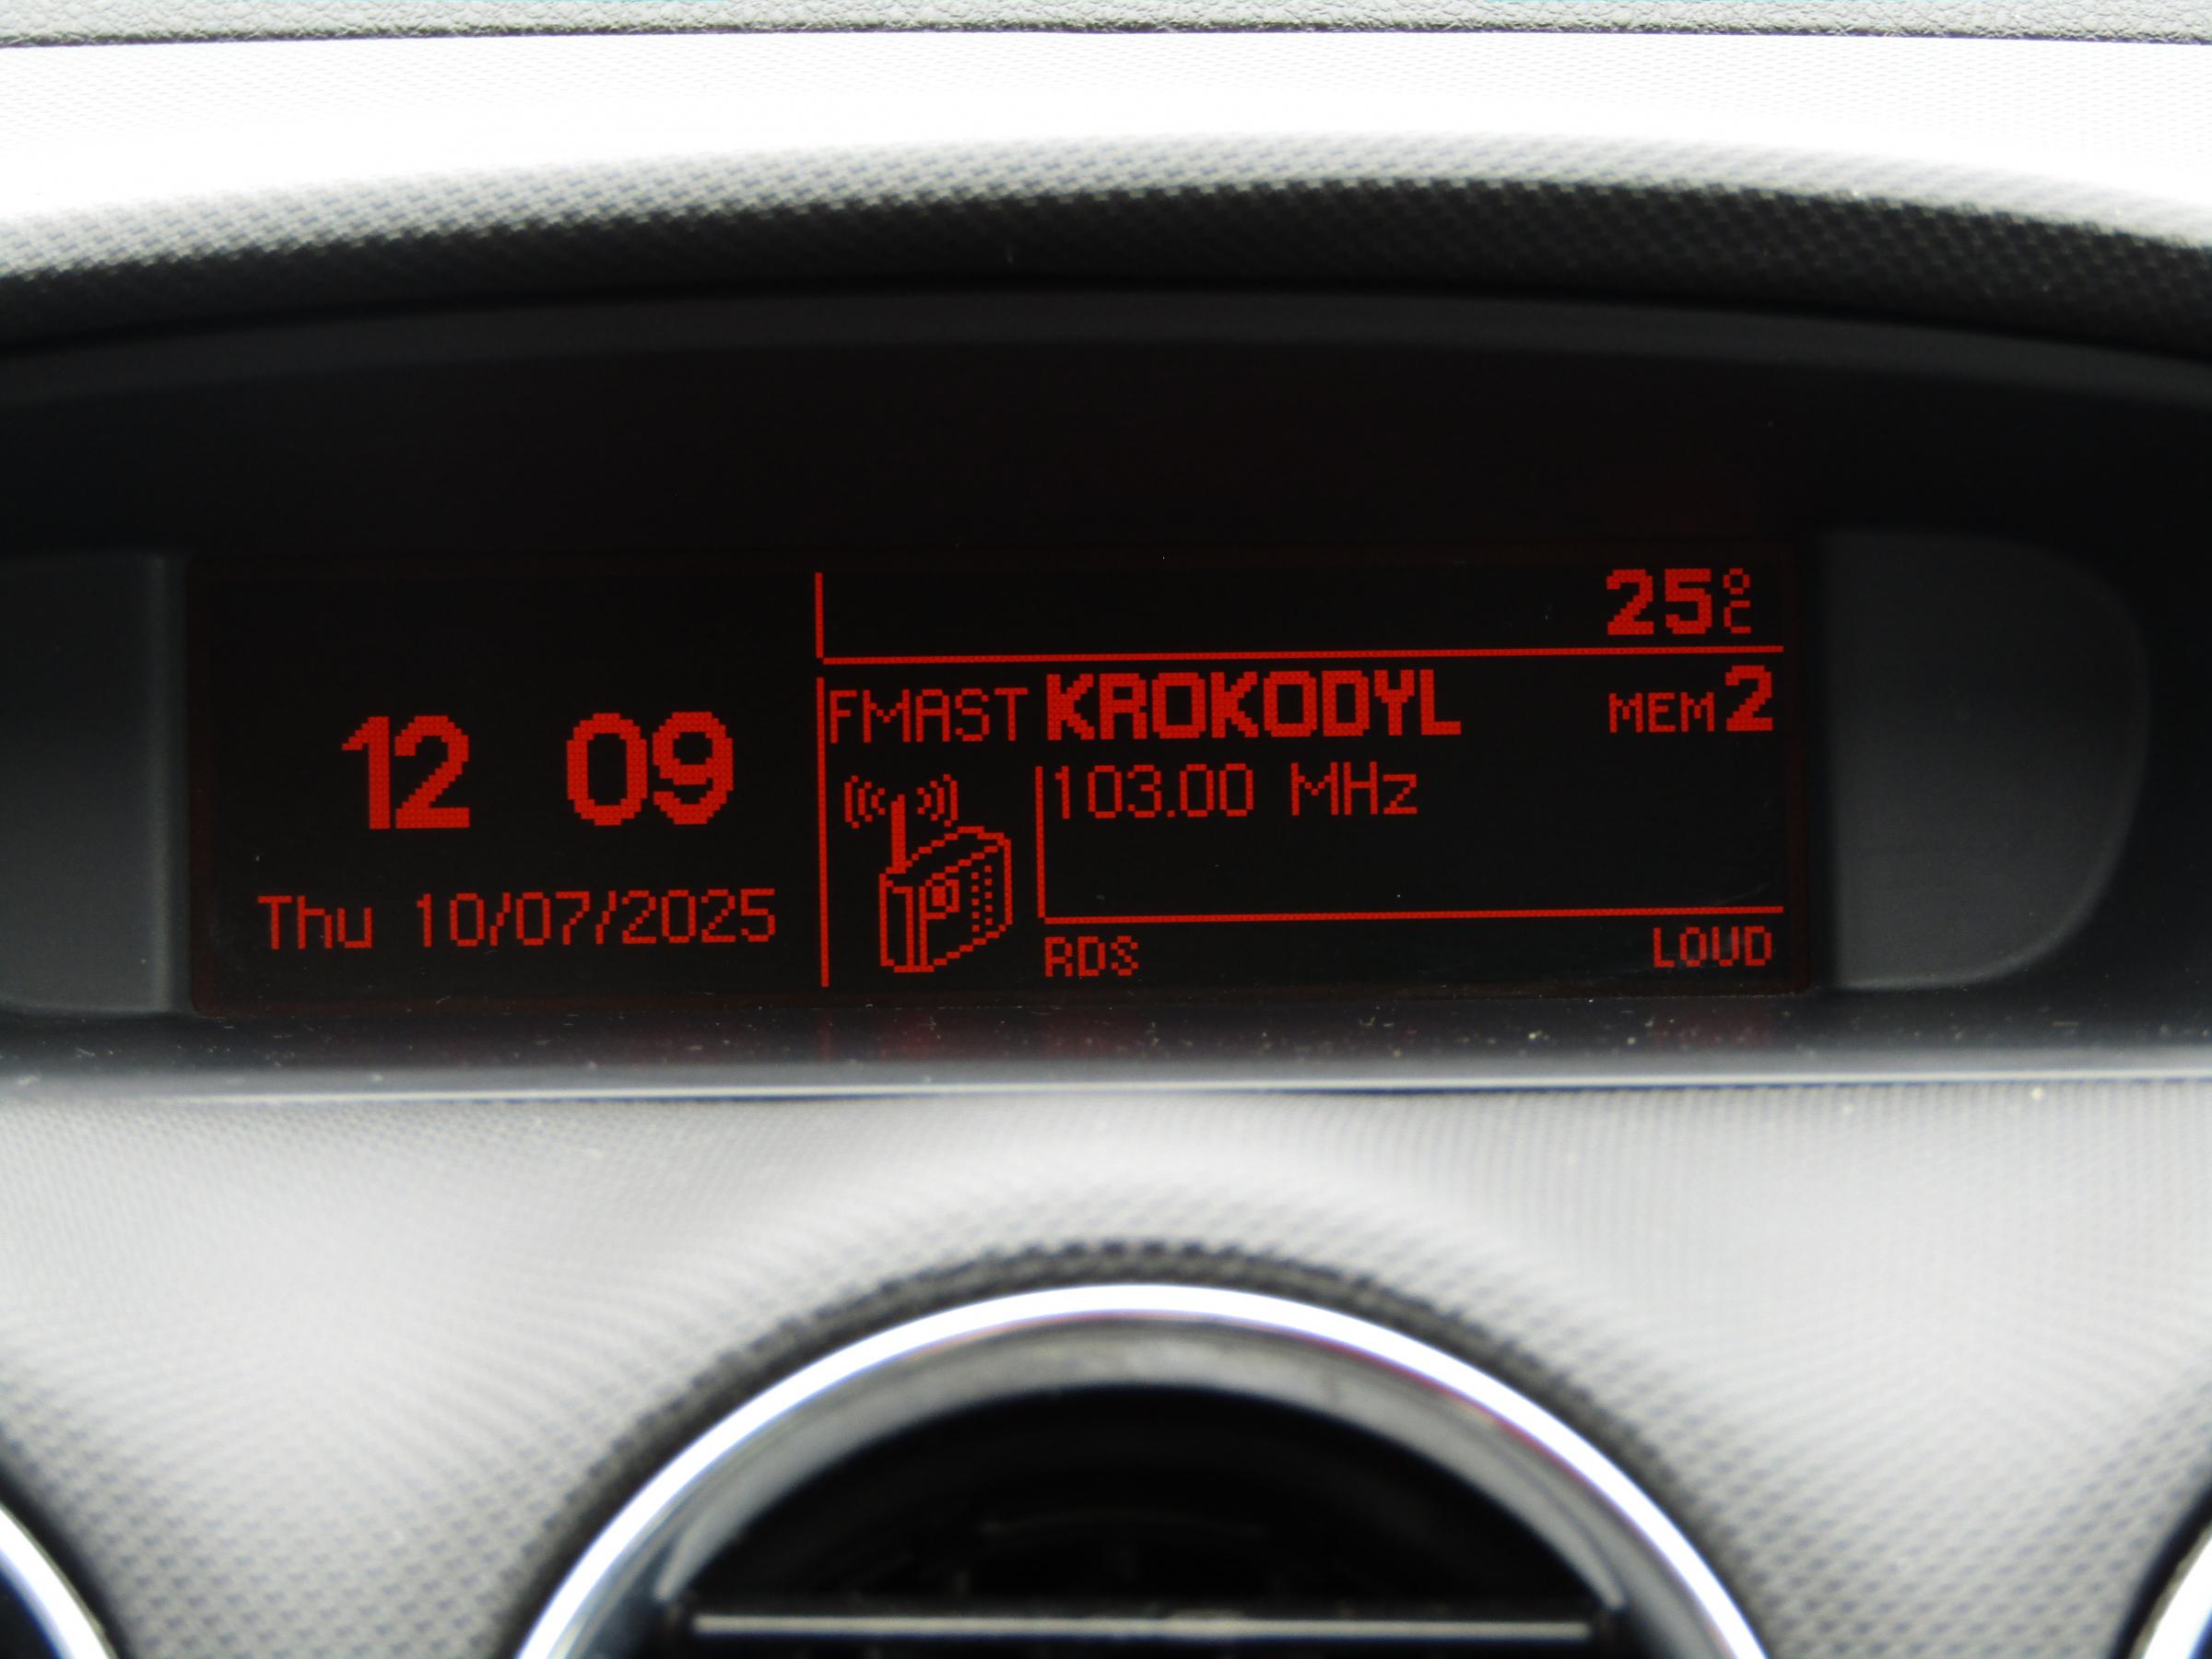 25°C
FMAST KROKODYL MEM 2
12 09
103.00 MHz
Thu 10/07/2025
RDS LOUD